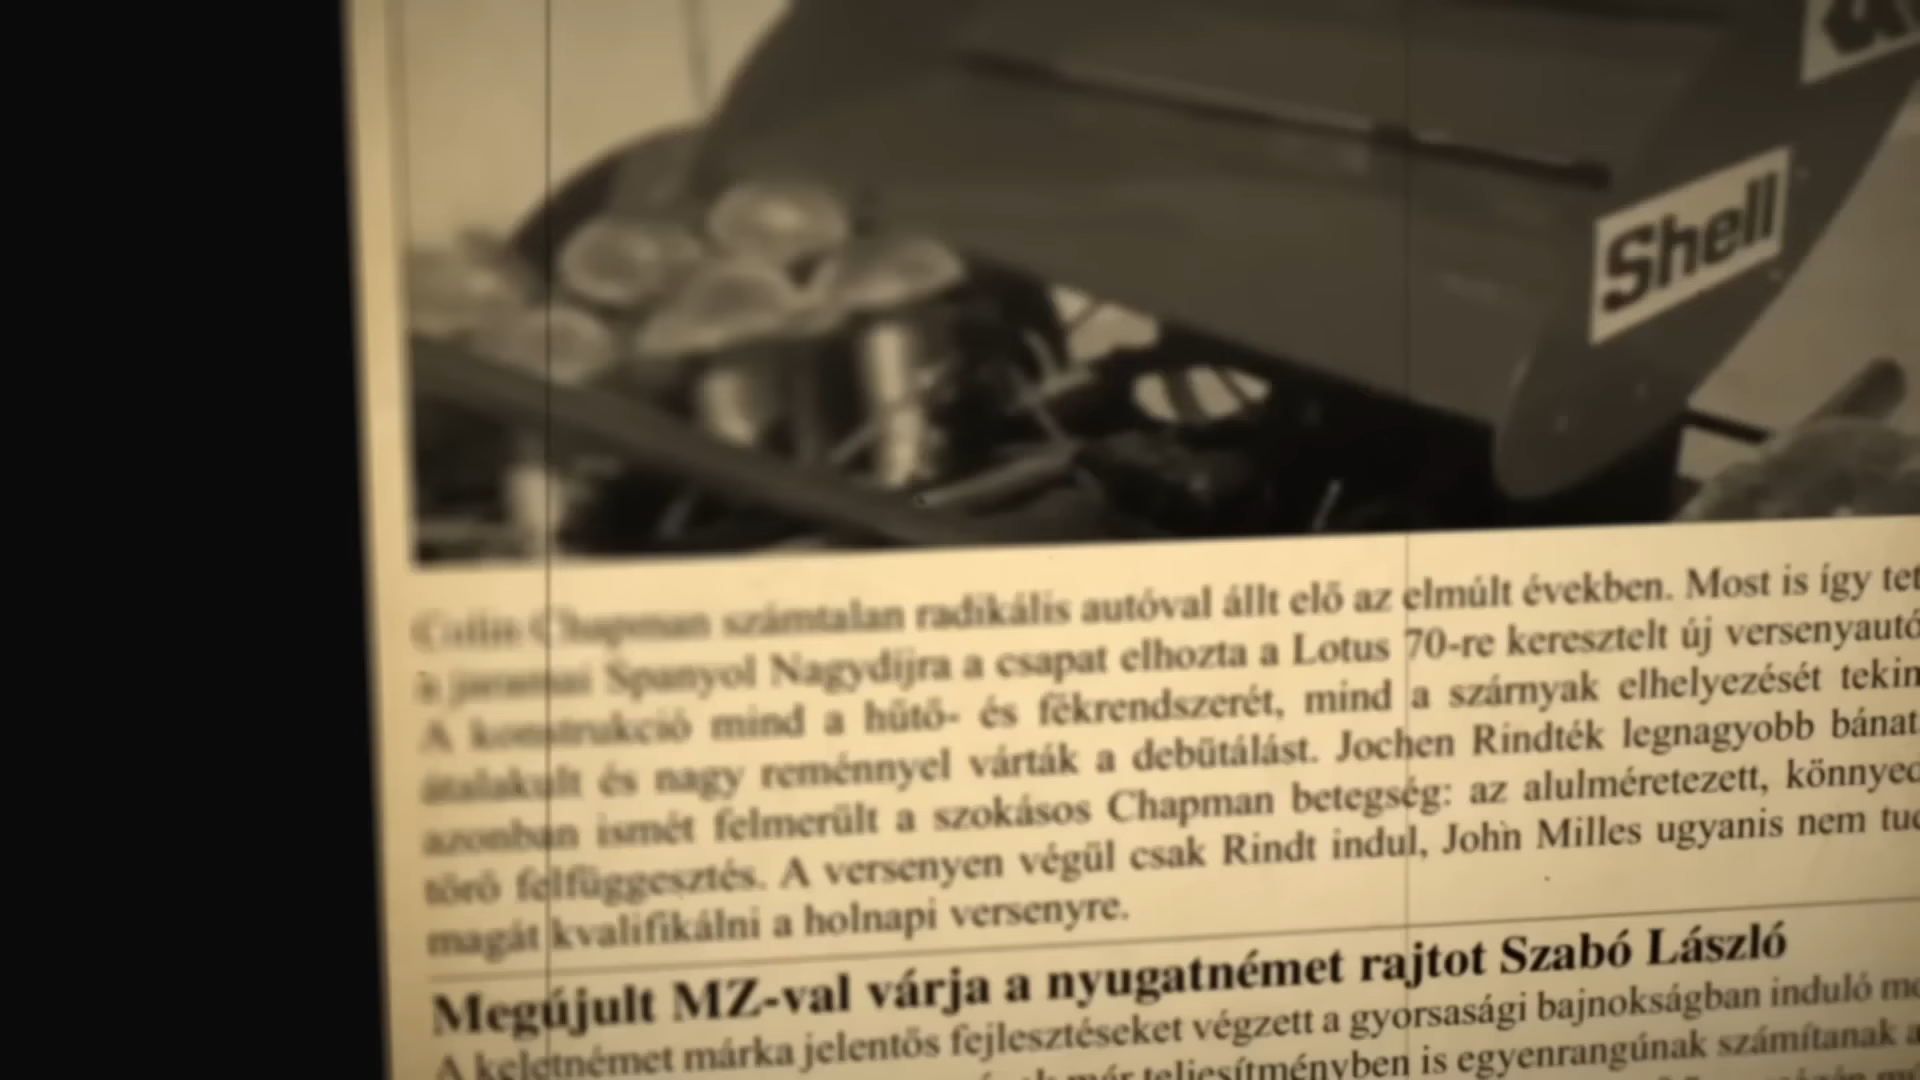 Shell
Colin Chapman számtalan radikális autóval állt elő az elmúlt években. Most is így tet
a jaramai Spanyol Nagydíjra a csapat elhozta a Lotus 70-re keresztelt új versenyautó
A konstrukció mind a hűtő- és fékrendszerét, mind a szárnyak elhelyezését tekin
átalakult és nagy reménnyel várták a debütálást. Jochen Rindték legnagyobb bánat
azonban ismét felmerült a szokásos Chapman betegség: az alulméretezett, könnyed
törő felfüggesztés. A versenyen végül csak Rindt indul, John Milles ugyanis nem tud
magát kvalifikálni a holnapi versenyre.
Megújult MZ-val várja a nyugatnémet rajtot Szabó László
A keletnémet márka jelentős fejlesztéseket végzett a gyorsasági bajnokságban induló mo
már teljesítményben is egyenrangúnak számítanak a